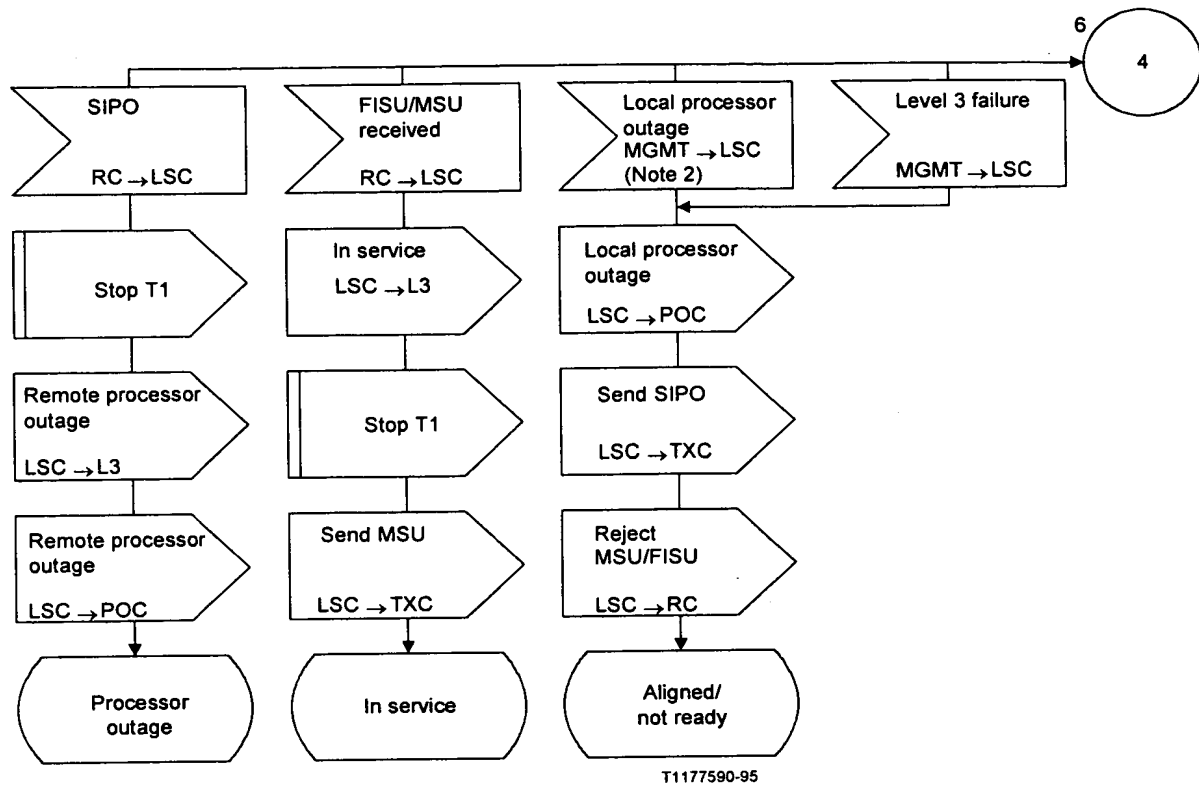 6
4
SIPO
RC → LSC
FISU/MSU
received
RC → LSC
Local processor
outage
MGMT → LSC
(Note 2)
Level 3 failure
MGMT → LSC
Stop T1
In service
LSC → L3
Local processor
outage
LSC → POC
Remote processor
outage
LSC → L3
Stop T1
Send SIPO
LSC → TXC
Remote processor
outage
LSC → POC
Send MSU
LSC → TXC
Reject
MSU/FISU
LSC → RC
Processor
outage
In service
Aligned/
not ready
T1177590-95